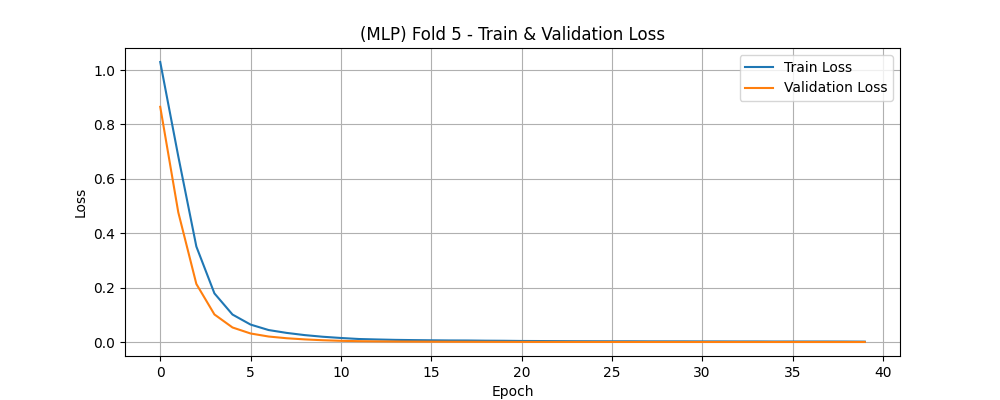 (MLP) Fold 5 - Train & Validation Loss
Train Loss
Validation Loss
Loss
1.0
0.8
0.6
0.4
0.2
0.0
0 5 10 15 20 25 30 35 40
Epoch